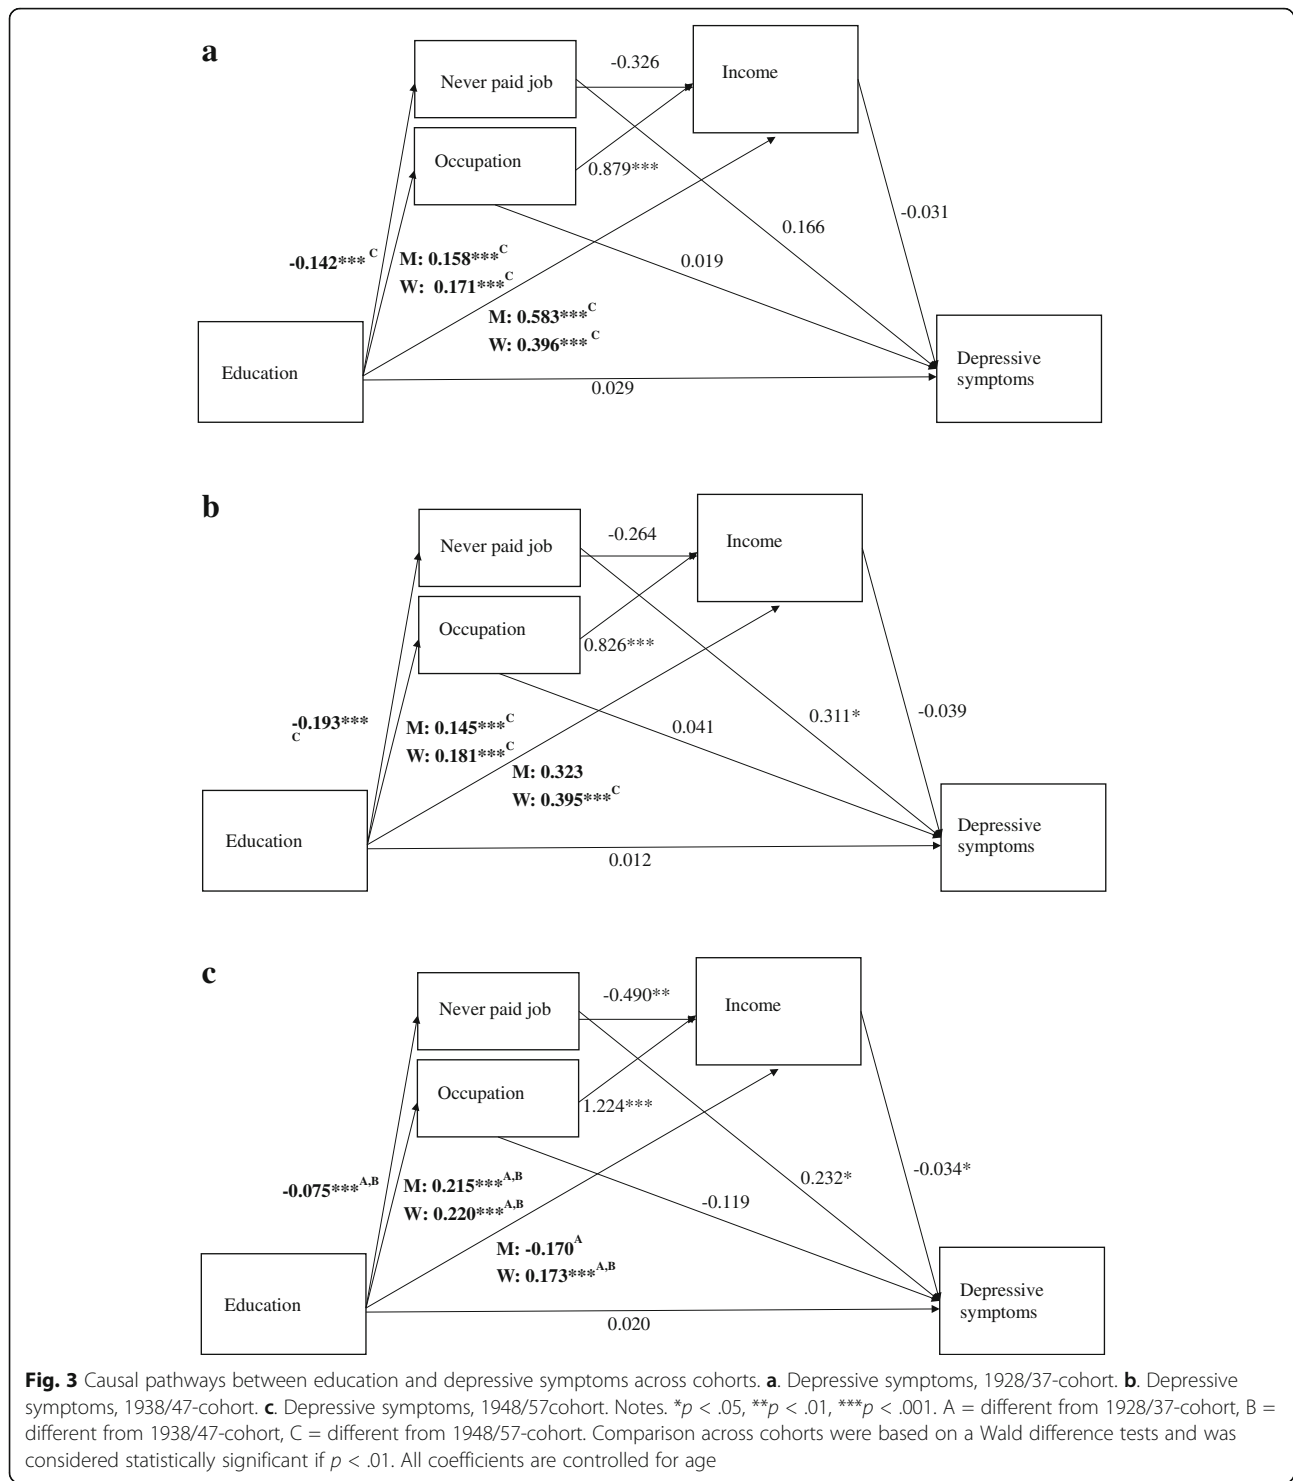 a
Never paid job
-0.326
Income
Occupation
0.879***
-0.031
0.166
0.019
-0.142*** C
M: 0.158***C
W: 0.171***C
M: 0.583***C
W: 0.396*** C
Education
0.029
Depressive
symptoms
b
Never paid job
-0.264
Income
Occupation
0.826***
-0.039
0.311*
0.041
-0.193***
C
M: 0.145***C
W: 0.181***C
M: 0.323
W: 0.395***C
Education
0.012
Depressive
symptoms
c
Never paid job
-0.490**
Income
Occupation
1.224***
-0.034*
0.232*
-0.119
-0.075***A,B
M: 0.215***A,B
W: 0.220***A,B
M: -0.170A
W: 0.173***A,B
Education
0.020
Depressive
symptoms
Fig. 3 Causal pathways between education and depressive symptoms across cohorts. a. Depressive symptoms, 1928/37-cohort. b. Depressive
symptoms, 1938/47-cohort. c. Depressive symptoms, 1948/57cohort. Notes. *p < .05, **p < .01, ***p < .001. A = different from 1928/37-cohort, B =
different from 1938/47-cohort, C = different from 1948/57-cohort. Comparison across cohorts were based on a Wald difference tests and was
considered statistically significant if p < .01. All coefficients are controlled for age